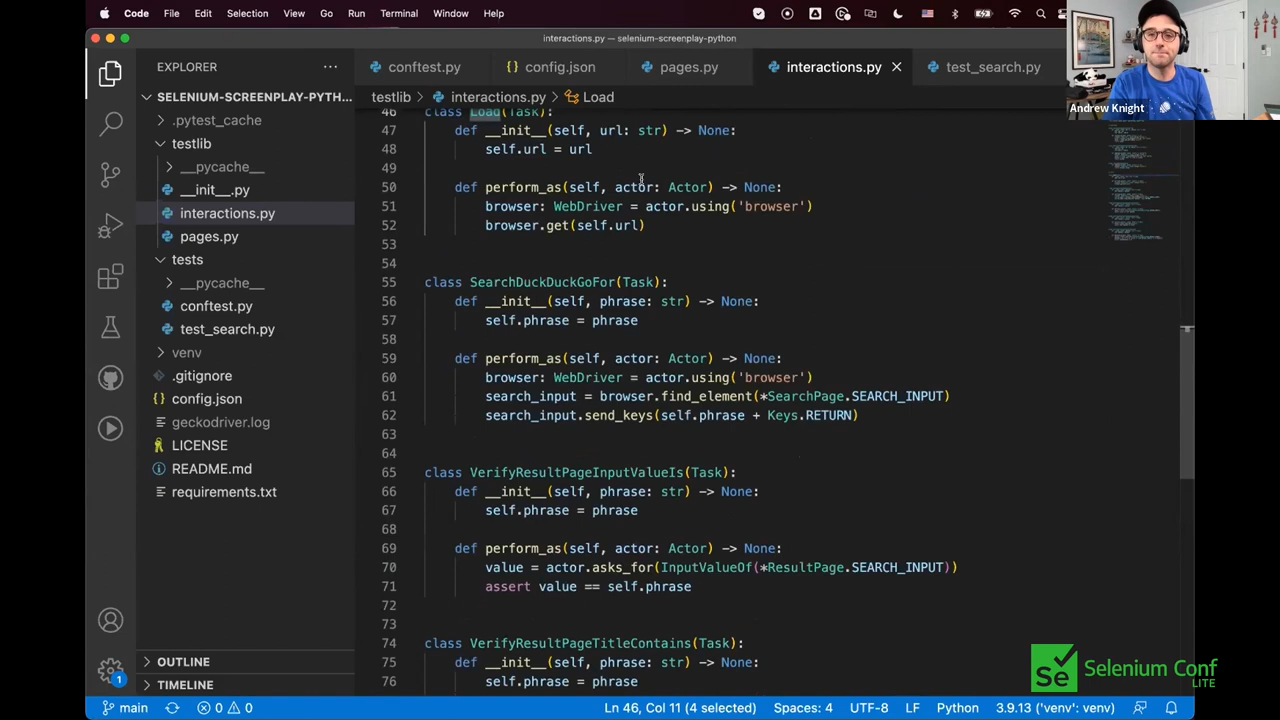 Code File Edit Selection View Go Run Terminal Window Help
interactions.py — selenium-screenplay-python
Andrew Knight
EXPLORER
conftest.py
config.json
pages.py
interactions.py
test_search.py
testlib > interactions.py > Load
SELENIUM-SCREENPLAY-PYTH...
.pytest_cache
testlib
__pycache__
__init__.py
interactions.py
pages.py
tests
__pycache__
conftest.py
test_search.py
venv
.gitignore
config.json
geckodriver.log
LICENSE
README.md
requirements.txt
OUTLINE
TIMELINE
46 class Load(Task):
47 def __init__(self, url: str) -> None:
48 self.url = url
49
50 def perform_as(self, actor: Actor) -> None:
51 browser: WebDriver = actor.using('browser')
52 browser.get(self.url)
53
54
55 class SearchDuckDuckGoFor(Task):
56 def __init__(self, phrase: str) -> None:
57 self.phrase = phrase
58
59 def perform_as(self, actor: Actor) -> None:
60 browser: WebDriver = actor.using('browser')
61 search_input = browser.find_element(*SearchPage.SEARCH_INPUT)
62 search_input.send_keys(self.phrase + Keys.RETURN)
63
64
65 class VerifyResultPageInputValueIs(Task):
66 def __init__(self, phrase: str) -> None:
67 self.phrase = phrase
68
69 def perform_as(self, actor: Actor) -> None:
70 value = actor.asks_for(InputValueOf(*ResultPage.SEARCH_INPUT))
71 assert value == self.phrase
72
73
74 class VerifyResultPageTitleContains(Task):
75 def __init__(self, phrase: str) -> None:
76 self.phrase = phrase
Se Selenium Conf
LITE
1
main 0 0 Ln 46, Col 11 (4 selected) Spaces: 4 UTF-8 LF Python 3.9.13 ('venv': venv)